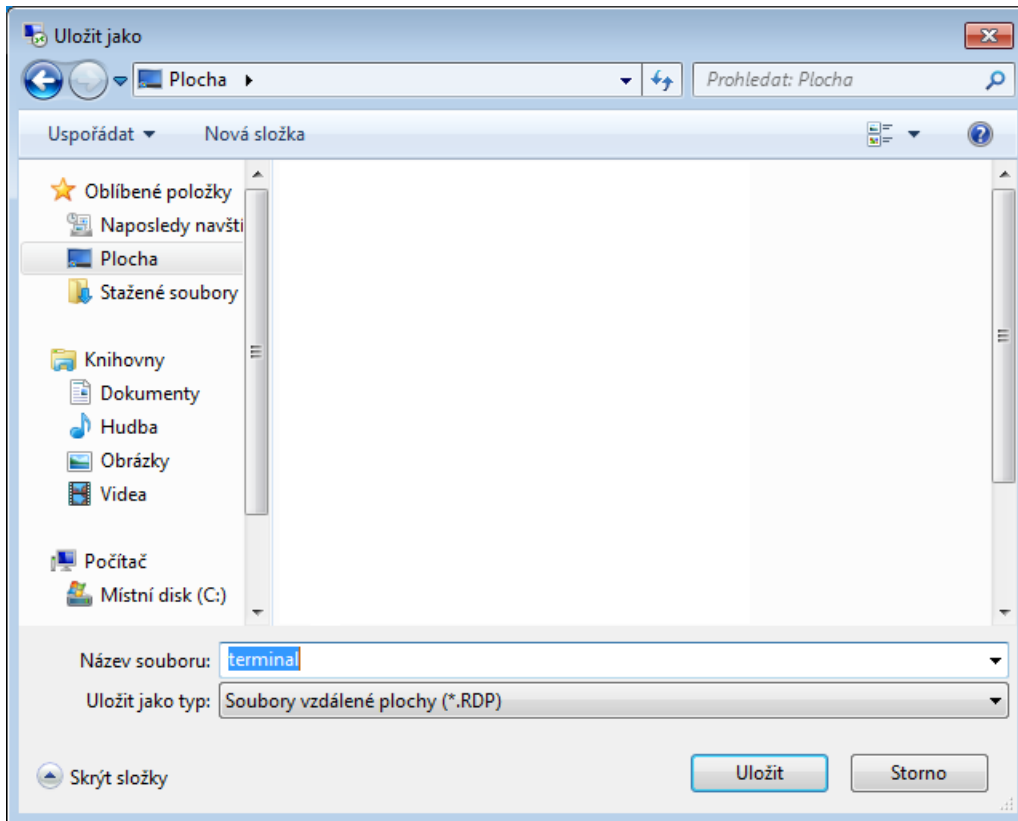 Uložit jako
Plocha
Prohledat: Plocha
Uspořádat
Nová složka
Oblíbené položky
Naposledy navšti
Plocha
Stažené soubory
Knihovny
Dokumenty
Hudba
Obrázky
Videa
Počítač
Místní disk (C:)
Název souboru: terminal
Uložit jako typ: Soubory vzdálené plochy (*.RDP)
Skrýt složky
Uložit
Storno